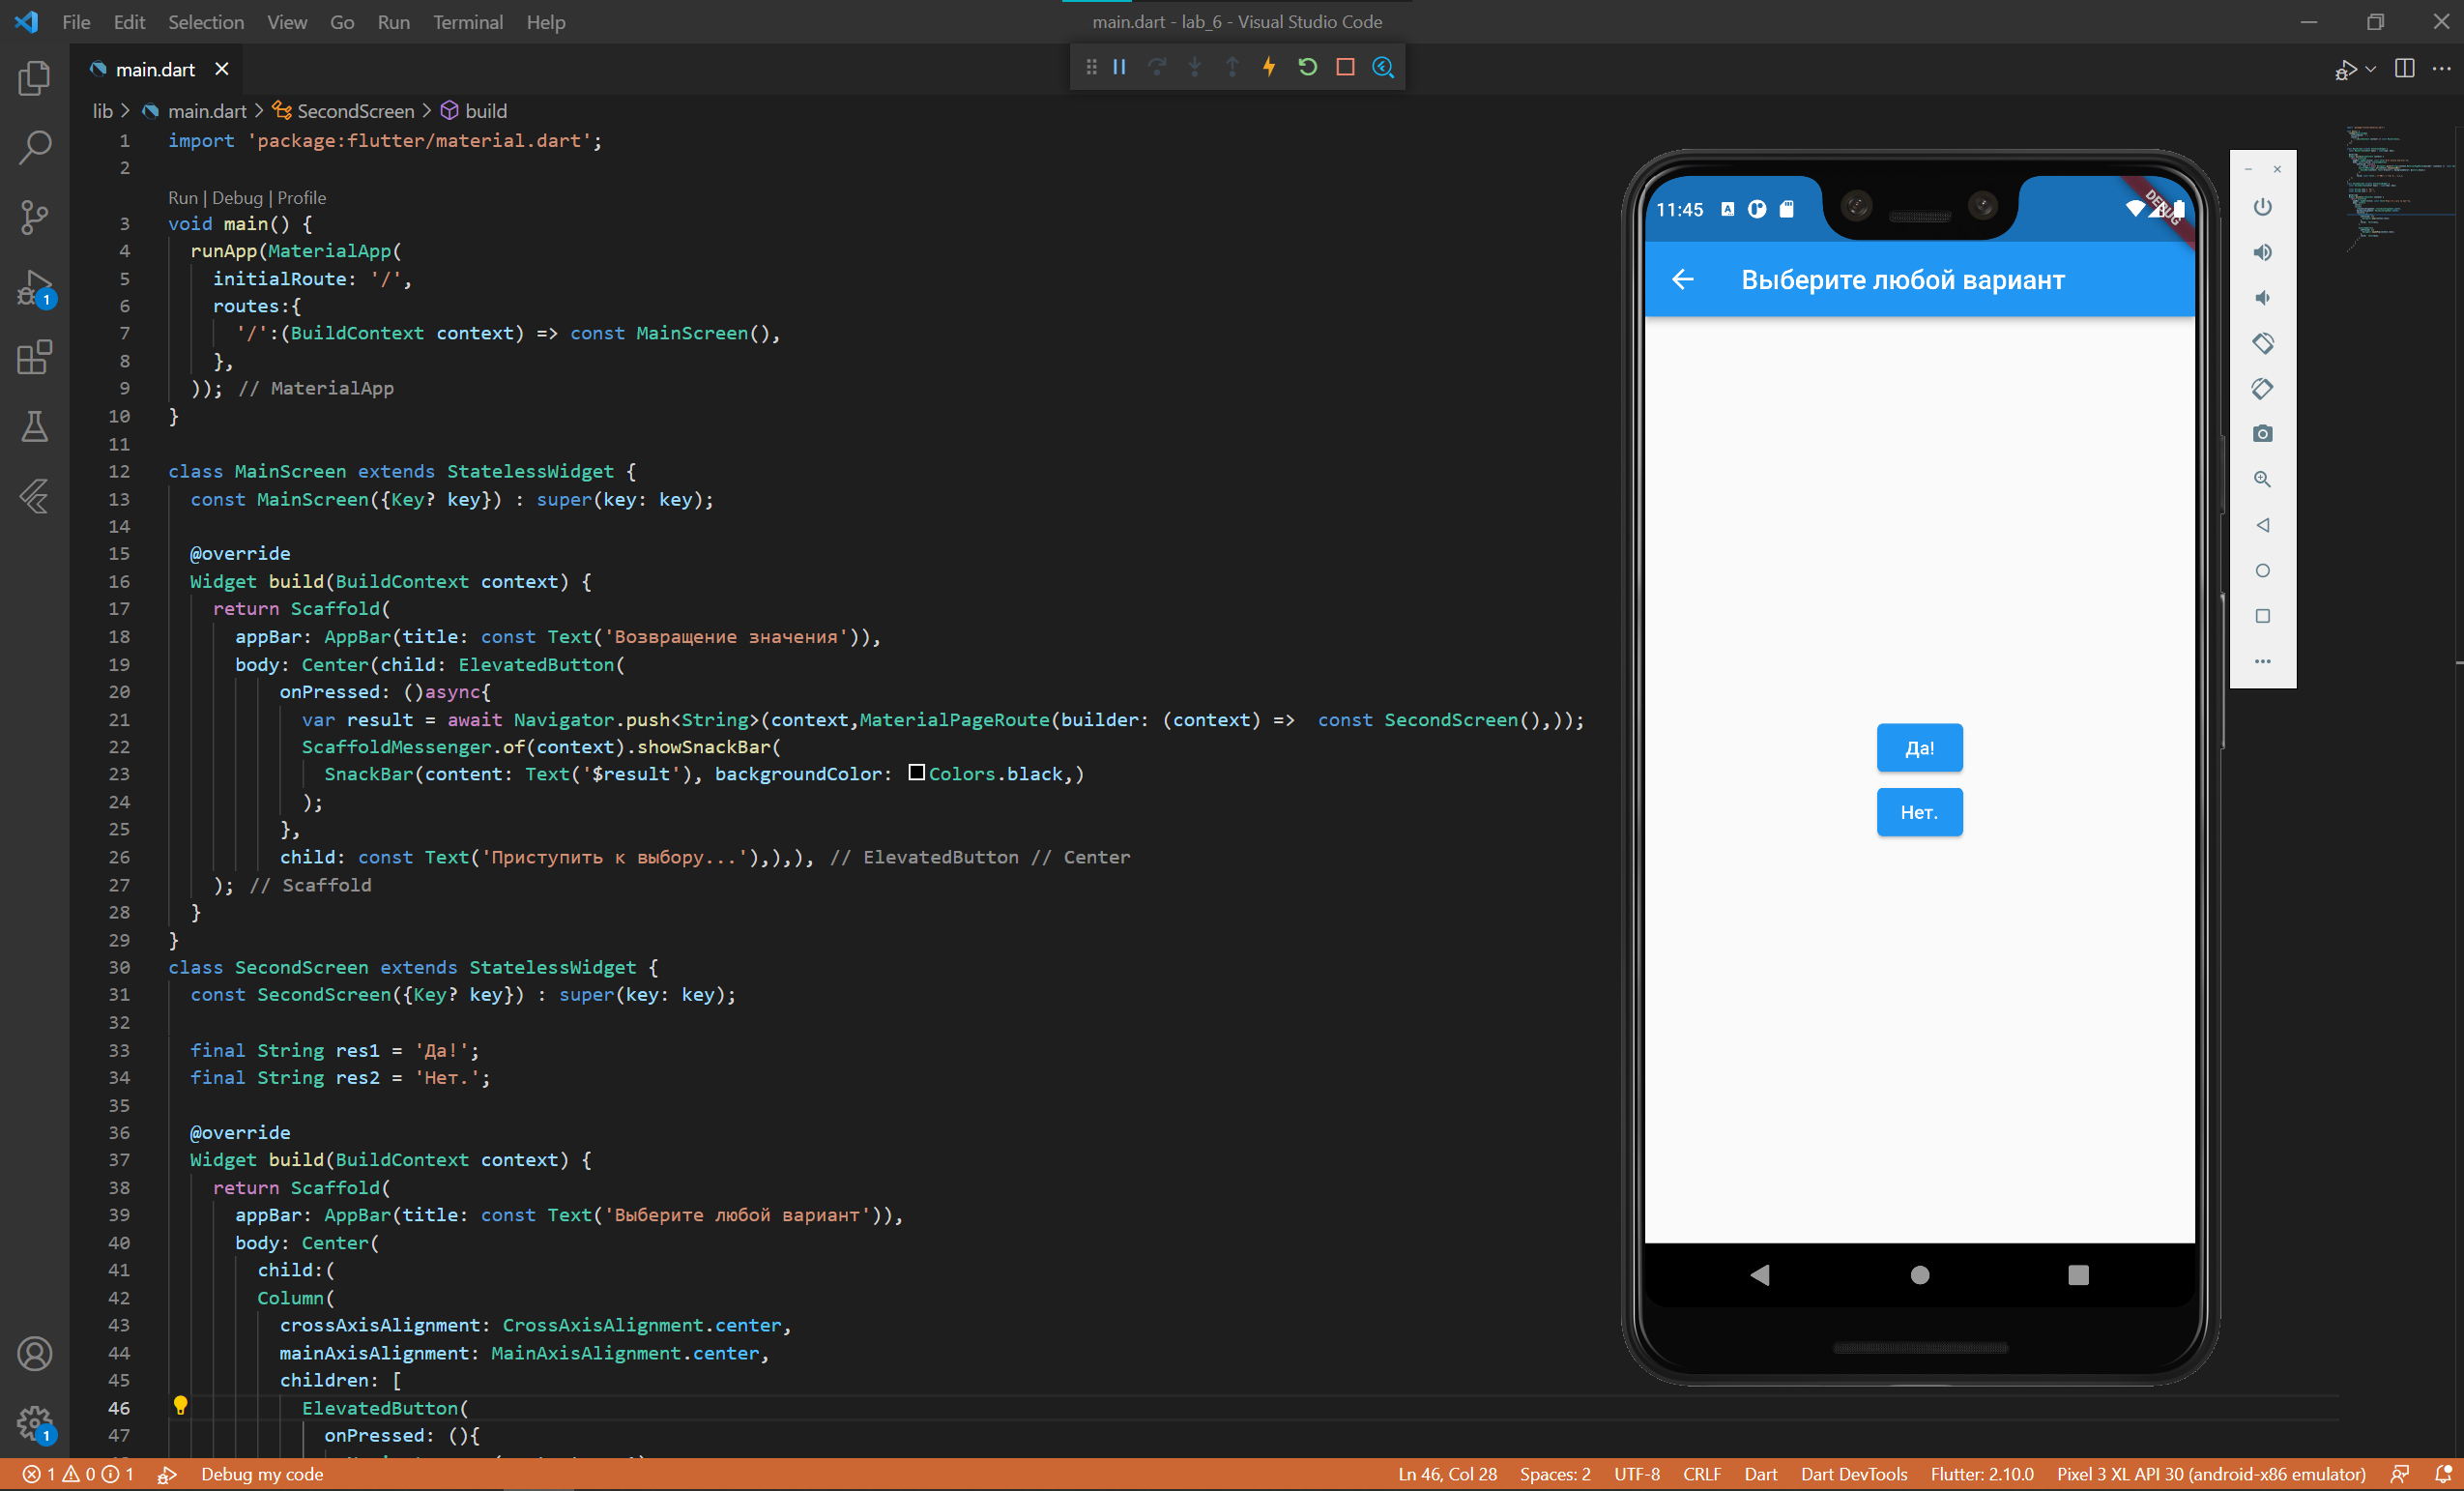 File Edit Selection View Go Run Terminal Help
main.dart - lab_6 - Visual Studio Code
main.dart
lib > main.dart > SecondScreen > build
1 import 'package:flutter/material.dart';
2
Run | Debug | Profile
3 void main() {
4 runApp(MaterialApp(
5 initialRoute: '/',
6 routes:{
7 '/':(BuildContext context) => const MainScreen(),
8 },
9 )); // MaterialApp
10 }
11
12 class MainScreen extends StatelessWidget {
13 const MainScreen({Key? key}) : super(key: key);
14
15 @override
16 Widget build(BuildContext context) {
17 return Scaffold(
18 appBar: AppBar(title: const Text('Возвращение значения')),
19 body: Center(child: ElevatedButton(
20 onPressed: ()async{
21 var result = await Navigator.push<String>(context,MaterialPageRoute(builder: (context) => const SecondScreen(),));
22 ScaffoldMessenger.of(context).showSnackBar(
23 SnackBar(content: Text('$result'), backgroundColor: Colors.black,)
24 );
25 },
26 child: const Text('Приступить к выбору...'),),), // ElevatedButton // Center
27 ); // Scaffold
28 }
29 }
30 class SecondScreen extends StatelessWidget {
31 const SecondScreen({Key? key}) : super(key: key);
32
33 final String res1 = 'Да!';
34 final String res2 = 'Нет.';
35
36 @override
37 Widget build(BuildContext context) {
38 return Scaffold(
39 appBar: AppBar(title: const Text('Выберите любой вариант')),
40 body: Center(
41 child:(
42 Column(
43 crossAxisAlignment: CrossAxisAlignment.center,
44 mainAxisAlignment: MainAxisAlignment.center,
45 children: [
46 ElevatedButton(
47 onPressed: (){
11:45
DEBUG
Выберите любой вариант
Да!
Нет.
1
1
1 0 1 Debug my code
Ln 46, Col 28 Spaces: 2 UTF-8 CRLF Dart Dart DevTools Flutter: 2.10.0 Pixel 3 XL API 30 (android-x86 emulator)